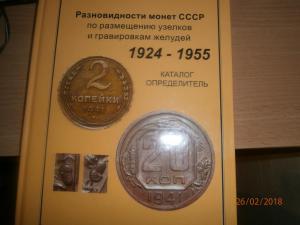 Разновидности монет СССР
по размещению узелков
и гравировкам желудей
1924 - 1955
КАТАЛОГ
ОПРЕДЕЛИТЕЛЬ
2
КОПЕЙКИ
1941
20
КОП
1941
26/02/2018